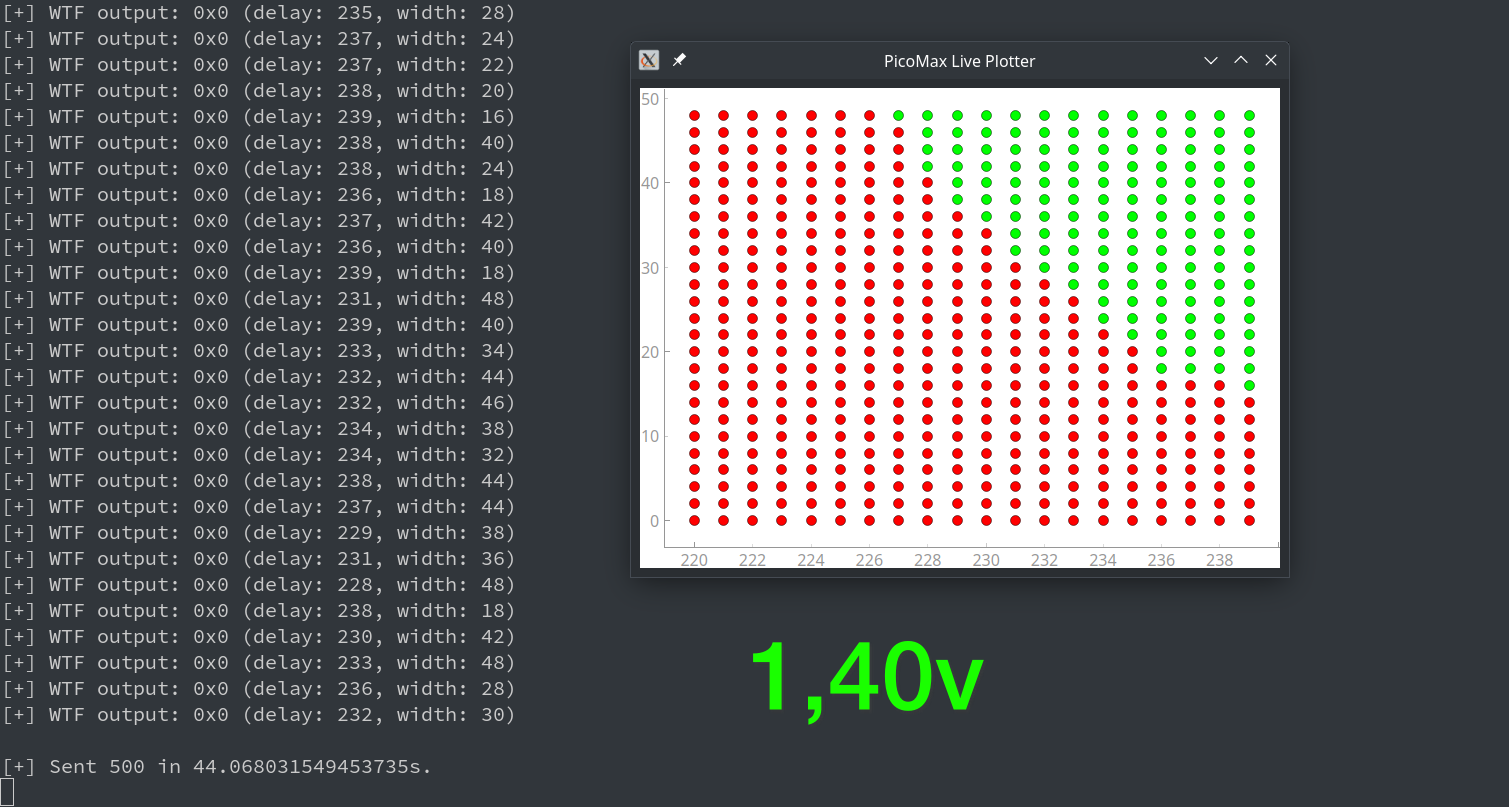 [+] WTF output: 0x0 (delay: 235, width: 28)
[+] WTF output: 0x0 (delay: 237, width: 24)
[+] WTF output: 0x0 (delay: 237, width: 22)
[+] WTF output: 0x0 (delay: 238, width: 20)
[+] WTF output: 0x0 (delay: 239, width: 16)
[+] WTF output: 0x0 (delay: 238, width: 40)
[+] WTF output: 0x0 (delay: 238, width: 24)
[+] WTF output: 0x0 (delay: 236, width: 18)
[+] WTF output: 0x0 (delay: 237, width: 42)
[+] WTF output: 0x0 (delay: 236, width: 40)
[+] WTF output: 0x0 (delay: 239, width: 18)
[+] WTF output: 0x0 (delay: 231, width: 48)
[+] WTF output: 0x0 (delay: 239, width: 40)
[+] WTF output: 0x0 (delay: 233, width: 34)
[+] WTF output: 0x0 (delay: 232, width: 44)
[+] WTF output: 0x0 (delay: 232, width: 46)
[+] WTF output: 0x0 (delay: 234, width: 38)
[+] WTF output: 0x0 (delay: 234, width: 32)
[+] WTF output: 0x0 (delay: 238, width: 44)
[+] WTF output: 0x0 (delay: 237, width: 44)
[+] WTF output: 0x0 (delay: 229, width: 38)
[+] WTF output: 0x0 (delay: 231, width: 36)
[+] WTF output: 0x0 (delay: 228, width: 48)
[+] WTF output: 0x0 (delay: 238, width: 18)
[+] WTF output: 0x0 (delay: 230, width: 42)
[+] WTF output: 0x0 (delay: 233, width: 48)
[+] WTF output: 0x0 (delay: 236, width: 28)
[+] WTF output: 0x0 (delay: 232, width: 30)
[+] Sent 500 in 44.068031549453735s.
PicoMax Live Plotter
50
40
30
20
10
0
220 222 224 226 228 230 232 234 236 238
1,40v